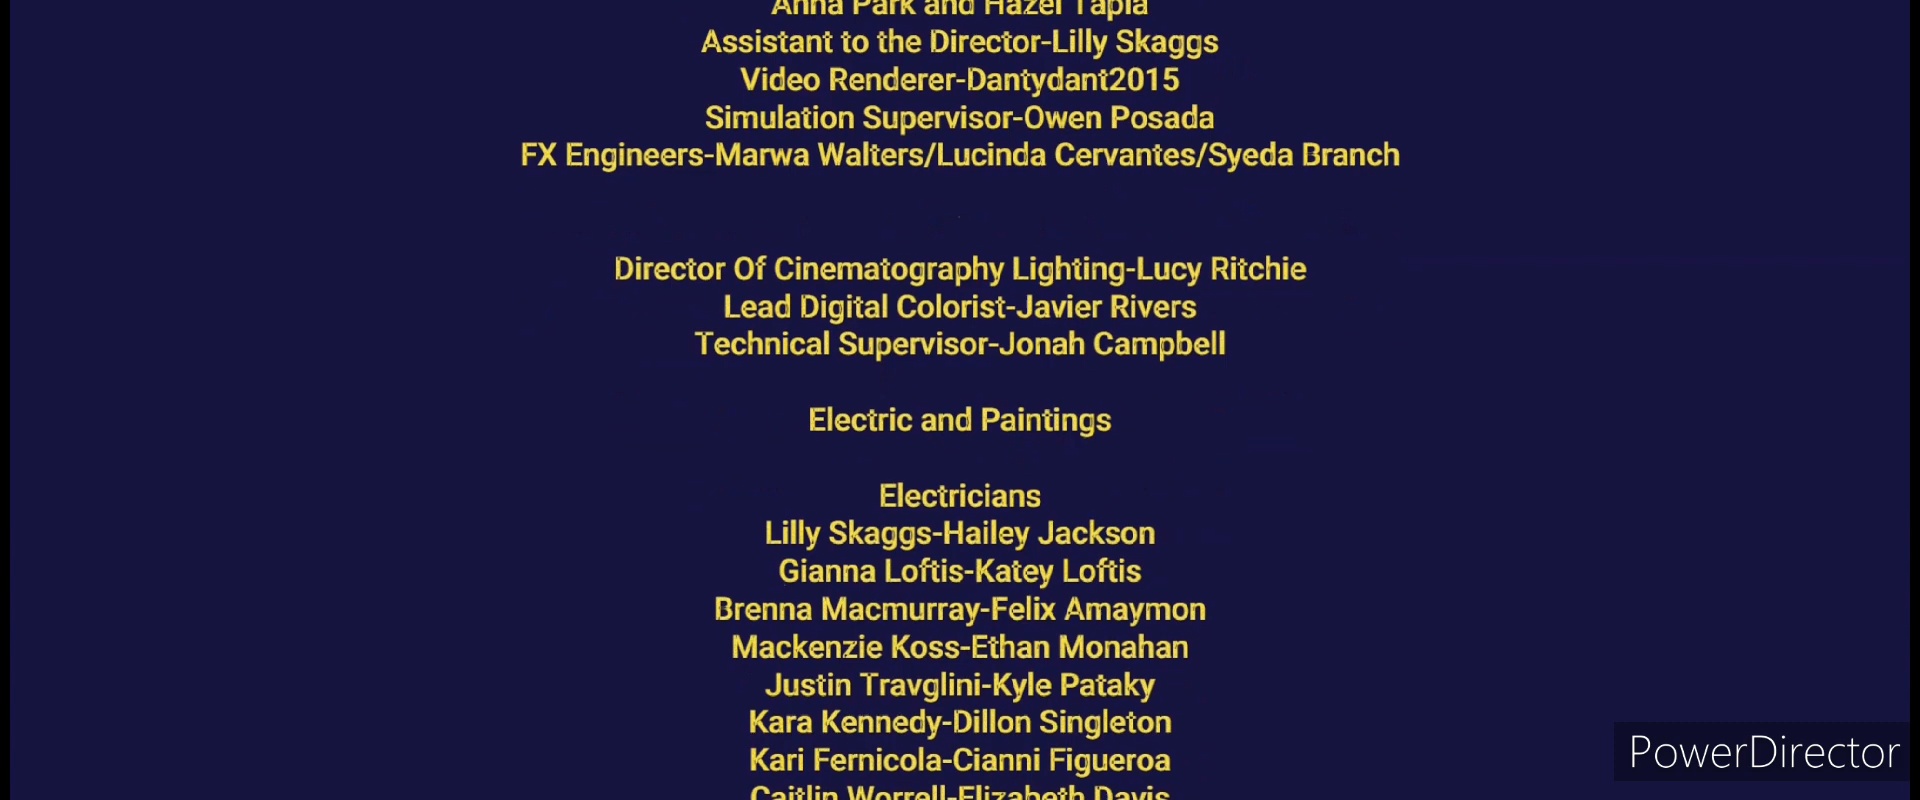 Anna Park and Hazel Tapia
Assistant to the Director-Lilly Skaggs
Video Renderer-Dantydant2015
Simulation Supervisor-Owen Posada
FX Engineers-Marwa Walters/Lucinda Cervantes/Syeda Branch
Director Of Cinematography Lighting-Lucy Ritchie
Lead Digital Colorist-Javier Rivers
Technical Supervisor-Jonah Campbell
Electric and Paintings
Electricians
Lilly Skaggs-Hailey Jackson
Gianna Loftis-Katey Loftis
Brenna Macmurray-Felix Amaymon
Mackenzie Koss-Ethan Monahan
Justin Travglini-Kyle Pataky
Kara Kennedy-Dillon Singleton
Kari Fernicola-Cianni Figueroa
Caitlin Worrell-Elizabeth Davis
PowerDirector